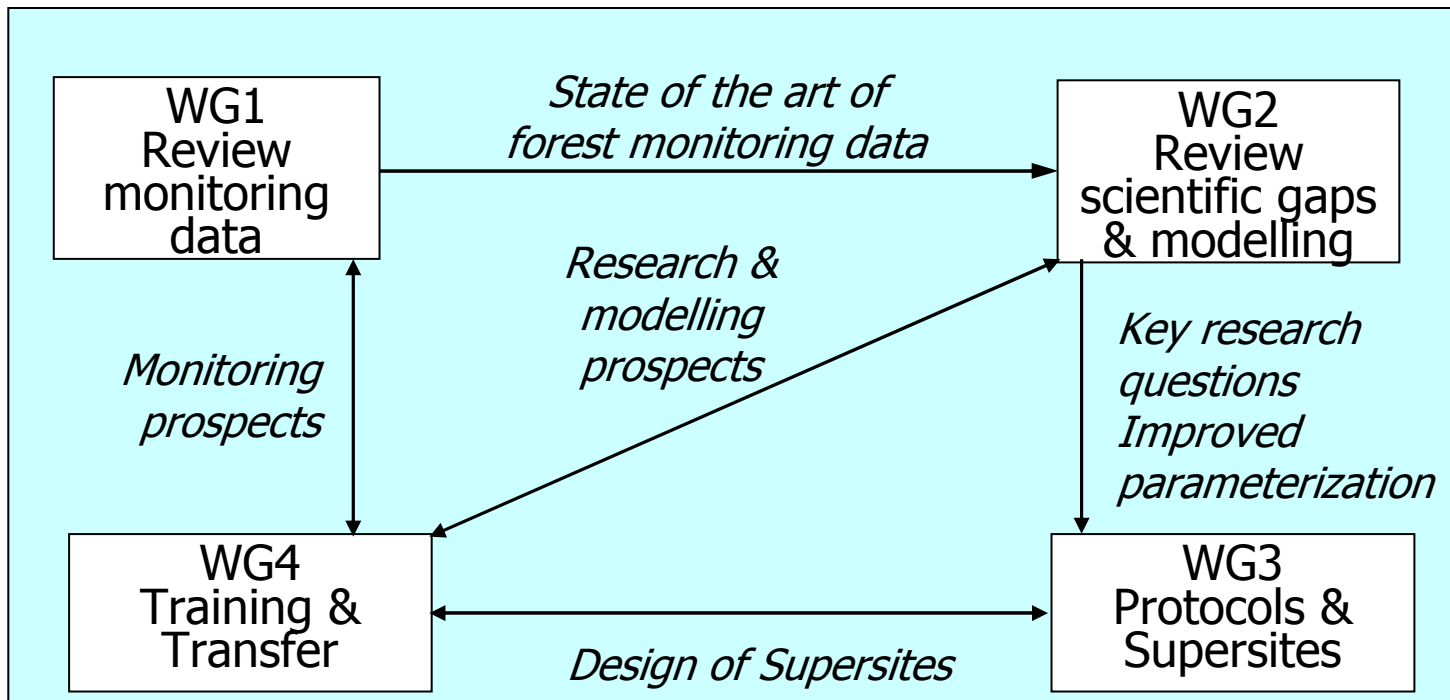 WG1
Review
monitoring
data
State of the art of
forest monitoring data
WG2
Review
scientific gaps
& modelling
Research &
modelling
prospects
Monitoring
prospects
Key research
questions
Improved
parameterization
WG4
Training &
Transfer
Design of Supersites
WG3
Protocols &
Supersites